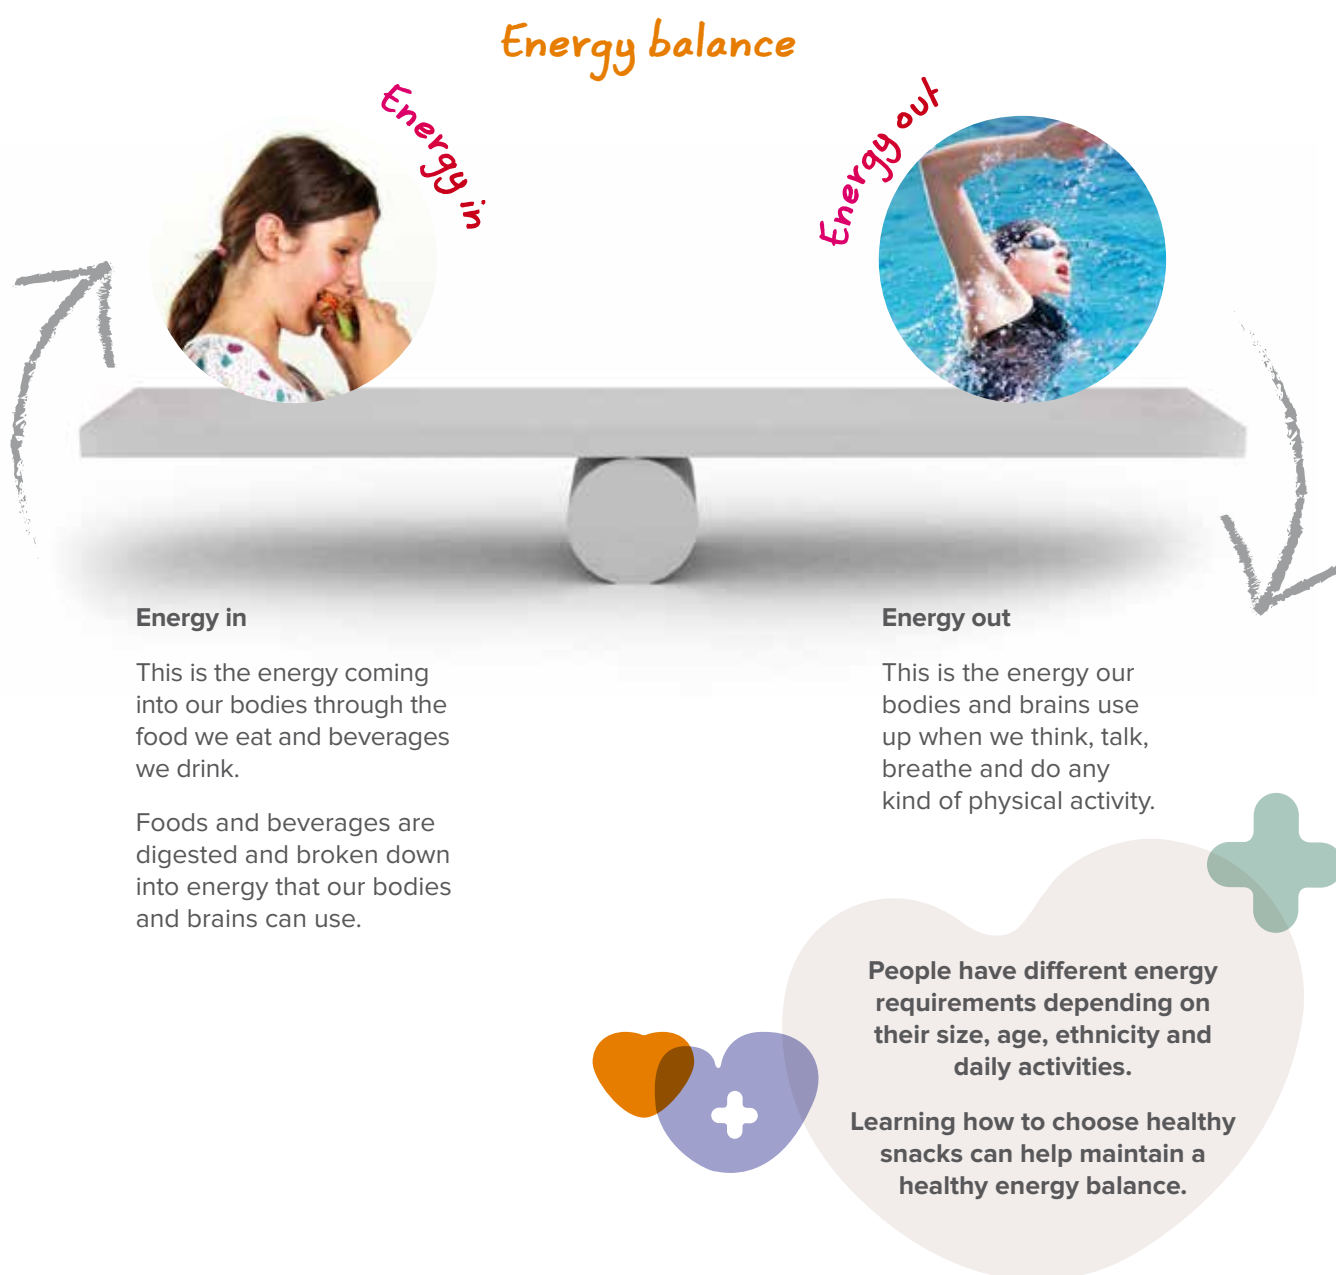 Energy balance
Energy in
Energy out
Energy in
This is the energy coming
into our bodies through the
food we eat and beverages
we drink.
Foods and beverages are
digested and broken down
into energy that our bodies
and brains can use.
Energy out
This is the energy our
bodies and brains use
up when we think, talk,
breathe and do any
kind of physical activity.
People have different energy
requirements depending on
their size, age, ethnicity and
daily activities.
Learning how to choose healthy
snacks can help maintain a
healthy energy balance.